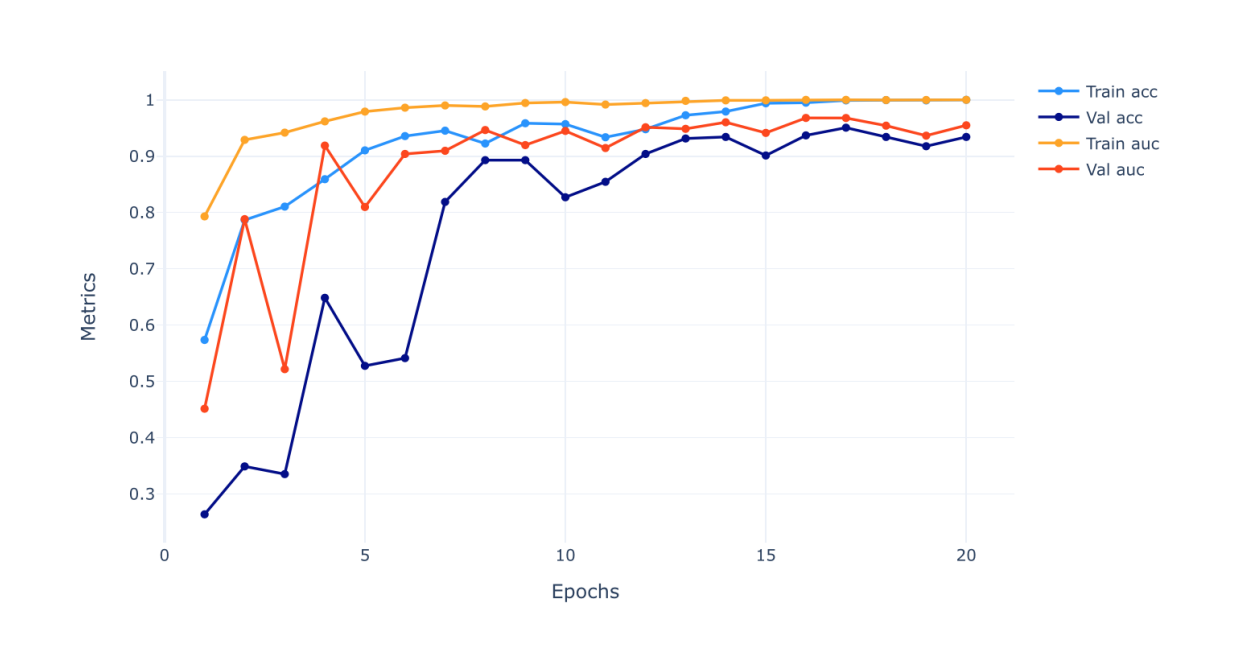 1
0.9
0.8
0.7
0.6
0.5
0.4
0.3
Metrics
0
5
10
15
20
Epochs
Train acc
Val acc
Train auc
Val auc